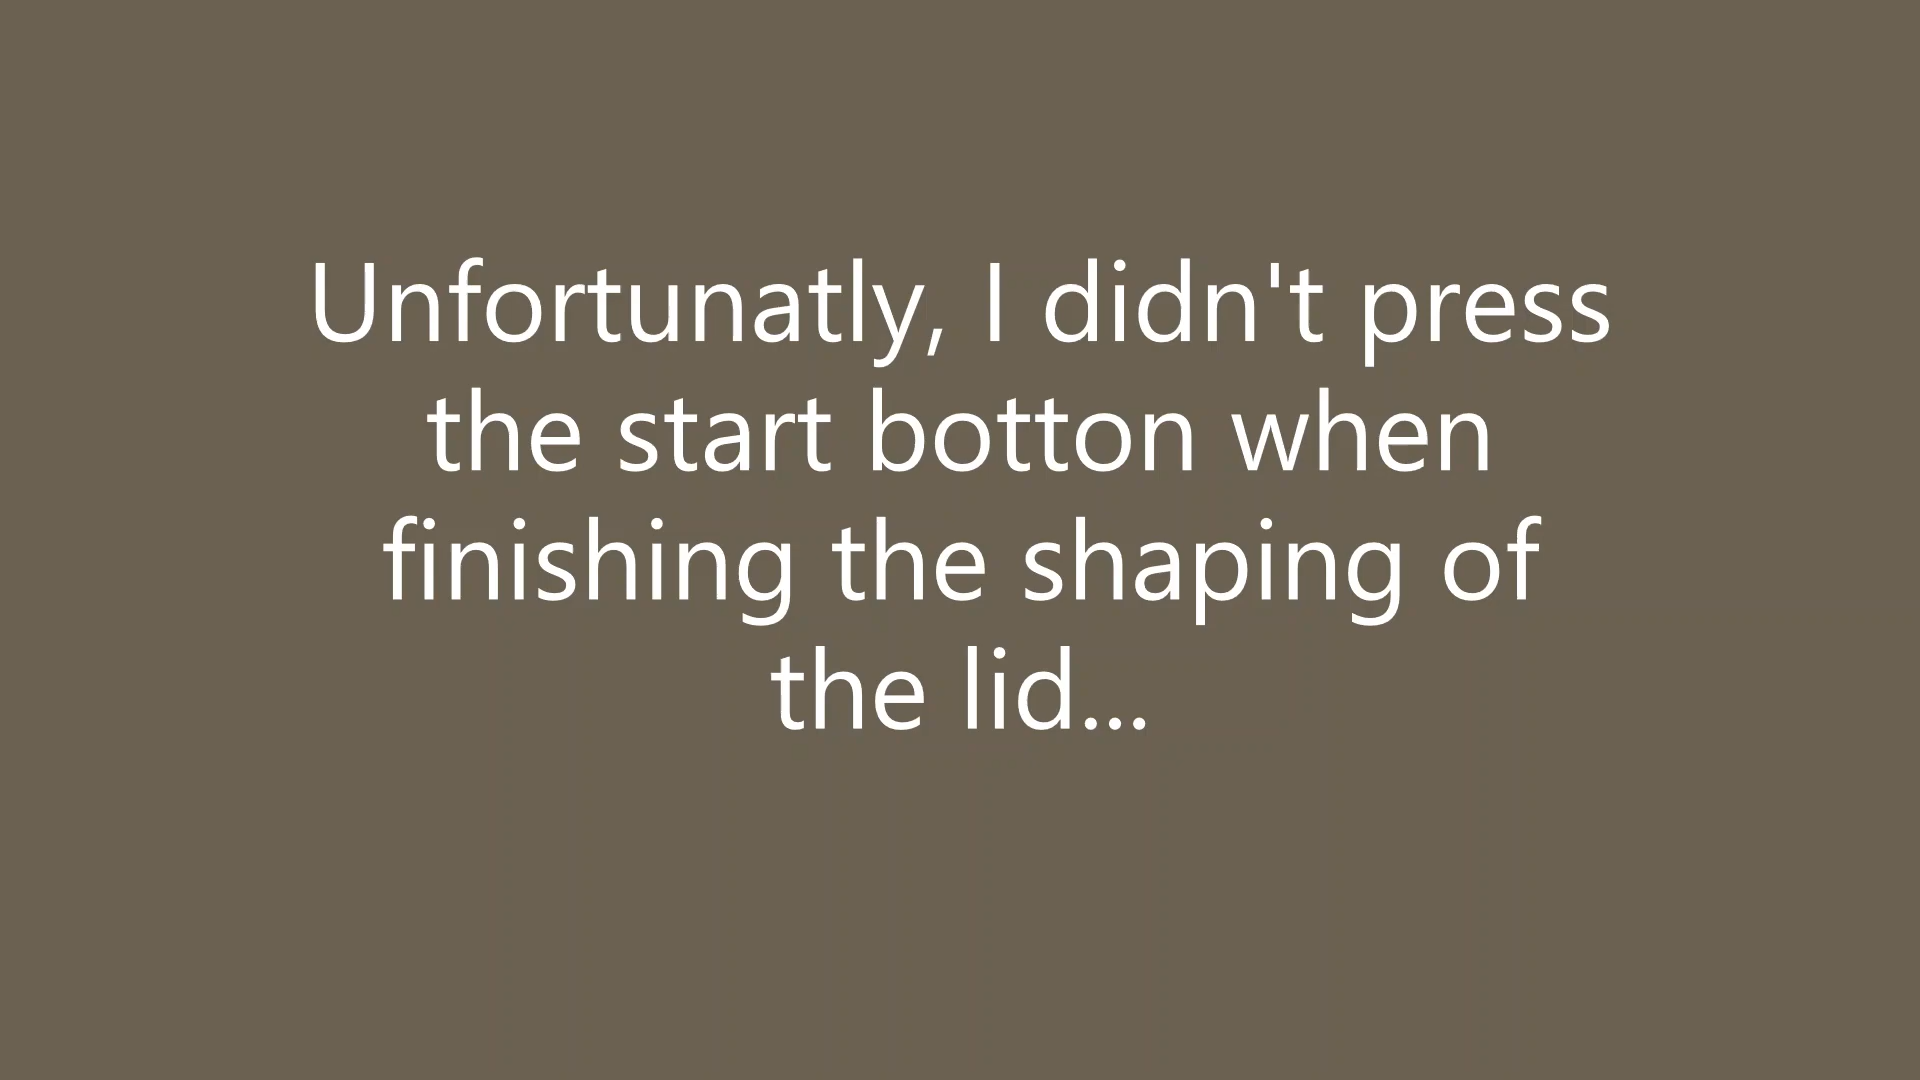 Unfortunatly, I didn't press
the start botton when
finishing the shaping of
the lid...